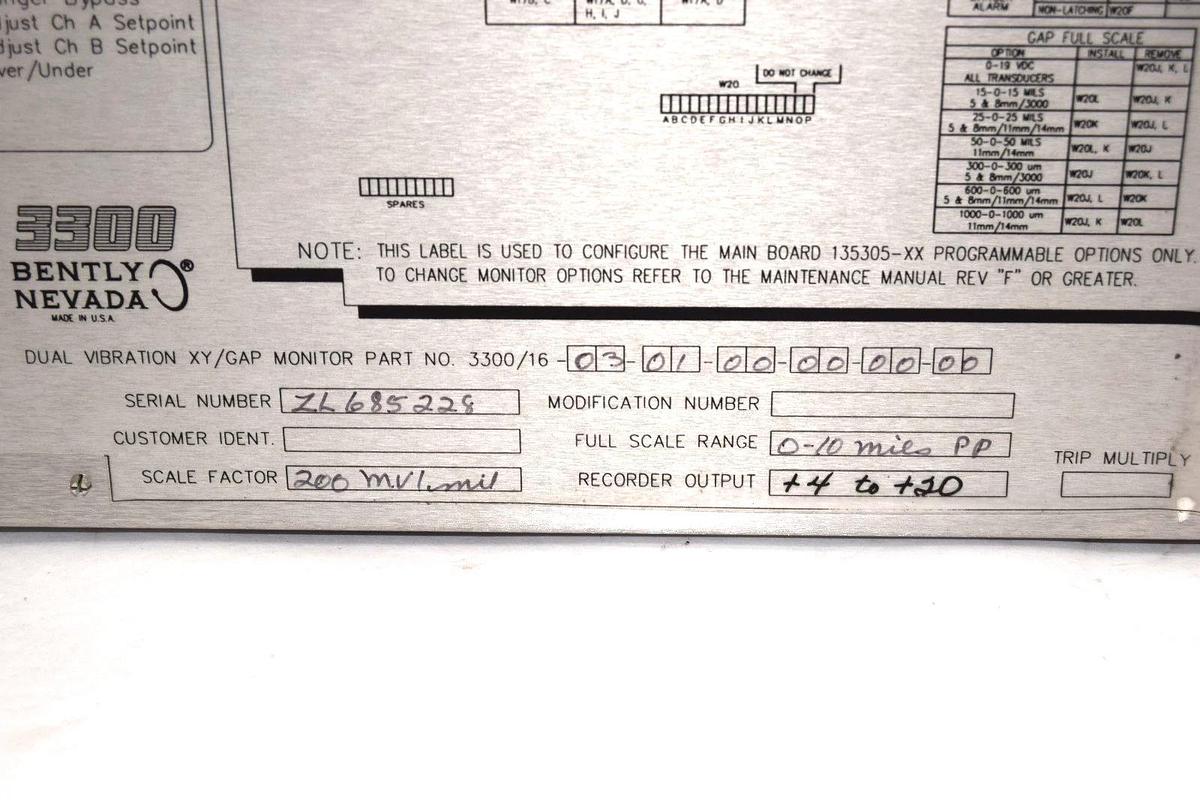 djust Ch A Setpoint
djust Ch B Setpoint
ver/Under
H, I, J
ALARM
NON-LATCHING W20F
GAP FULL SCALE
OPTION INSTALL REMOVE
0-19 VDC
ALL TRANSDUCERS W20J, K, L
15-0-15 MILS
5 & 8mm/3000 W20L W20J, K
25-0-25 MILS
5 & 8mm/11mm/14mm W20K W20J, L
50-0-50 MILS
11mm/14mm W20L, K W20J
300-0-300 um
5 & 8mm/3000 W20J W20K, L
600-0-600 um
5 & 8mm/11mm/14mm W20J, L W20K
1000-0-1000 um
11mm/14mm W20J, K W20L
DO NOT CHANGE
W20
ABCDEFGHIJKLMNOP
SPARES
NOTE: THIS LABEL IS USED TO CONFIGURE THE MAIN BOARD 135305-XX PROGRAMMABLE OPTIONS ONLY.
TO CHANGE MONITOR OPTIONS REFER TO THE MAINTENANCE MANUAL REV "F" OR GREATER.
3300
BENTLY
NEVADA ®
MADE IN U.S.A.
DUAL VIBRATION XY/GAP MONITOR PART NO. 3300/16 -03-01-00-00-00-00
SERIAL NUMBER ZL685228
MODIFICATION NUMBER
CUSTOMER IDENT.
FULL SCALE RANGE 0-10 mils PP
SCALE FACTOR 200 mV/mil
RECORDER OUTPUT +4 to +20
TRIP MULTIPLY